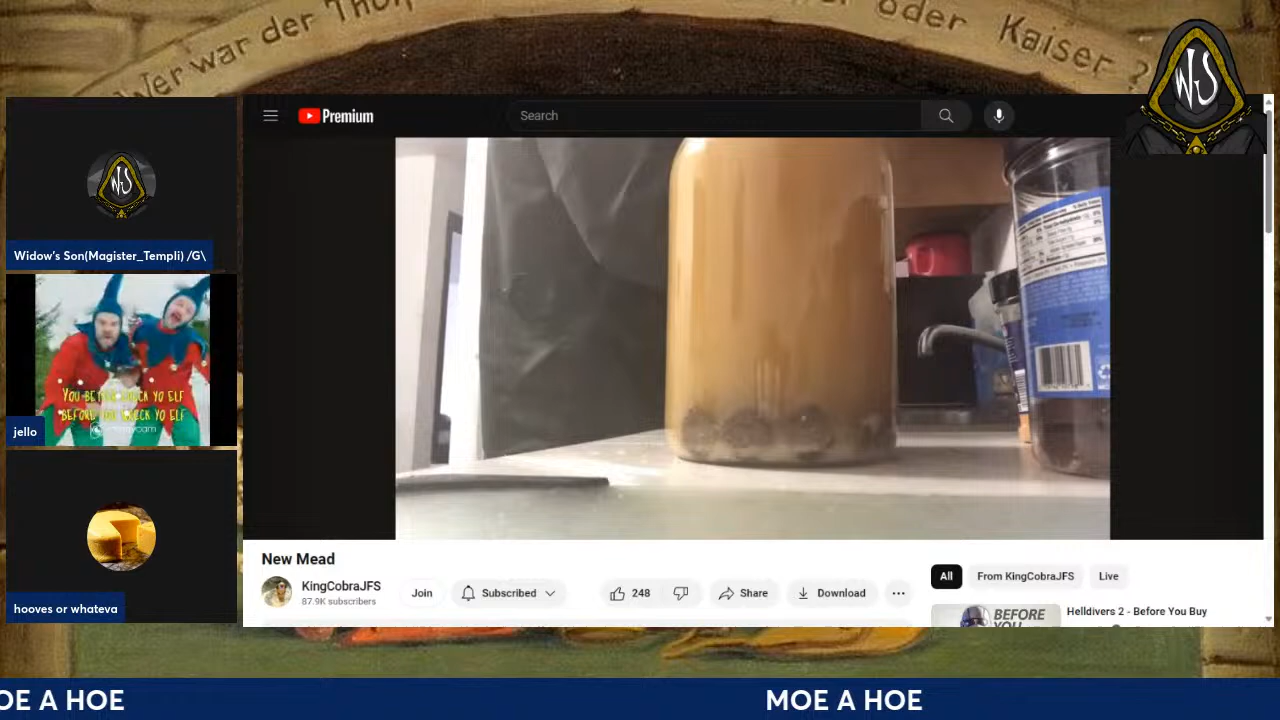 Wer war der Thor
oder Kaiser ?
WS
Premium
Search
WS
Widow's Son(Magister_Templi) /G\
YOU BETTER CHECK YO ELF
BEFORE YOU WRECK YO ELF
jello
hooves or whateva
New Mead
KingCobraJFS
87.9K subscribers
Join
Subscribed
248
Share
Download
All
From KingCobraJFS
Live
BEFORE
YOU
Helldivers 2 - Before You Buy
OE A HOE
MOE A HOE